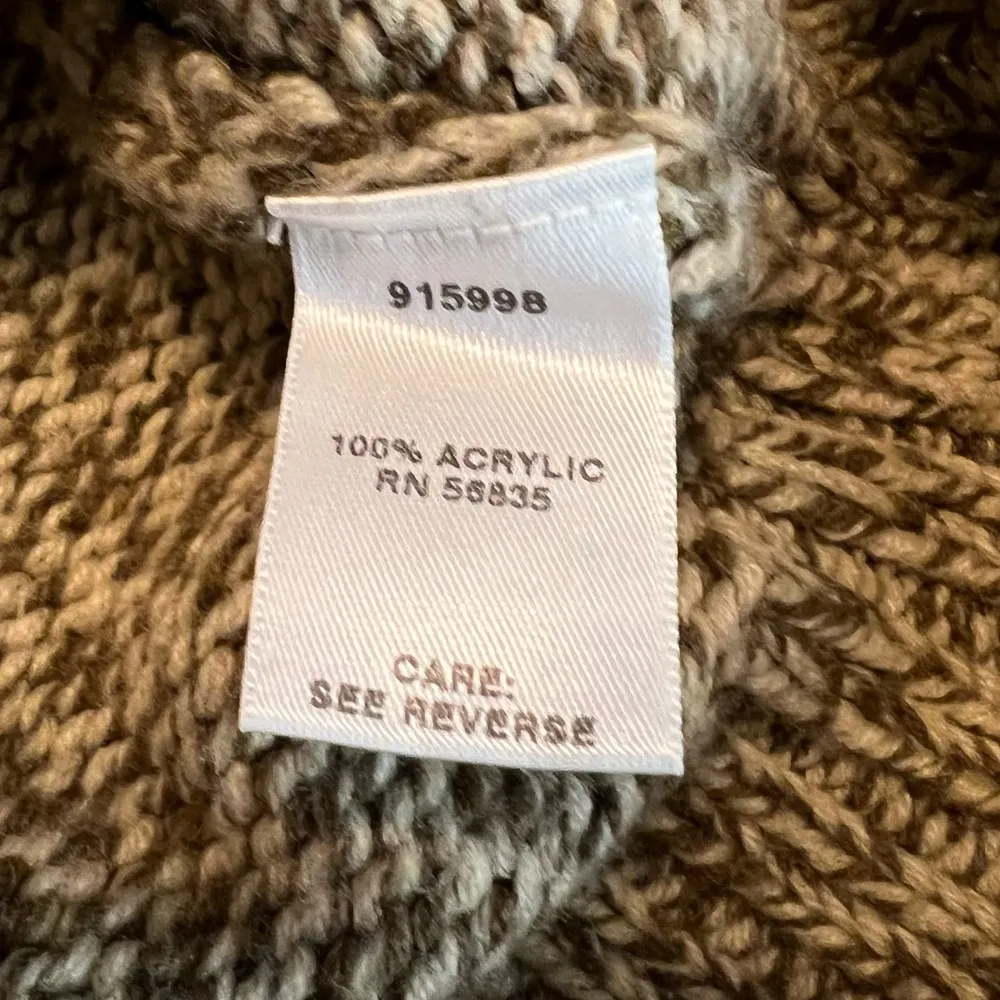 915998
100% ACRYLIC
RN 56835
CARE:
SEE REVERSE